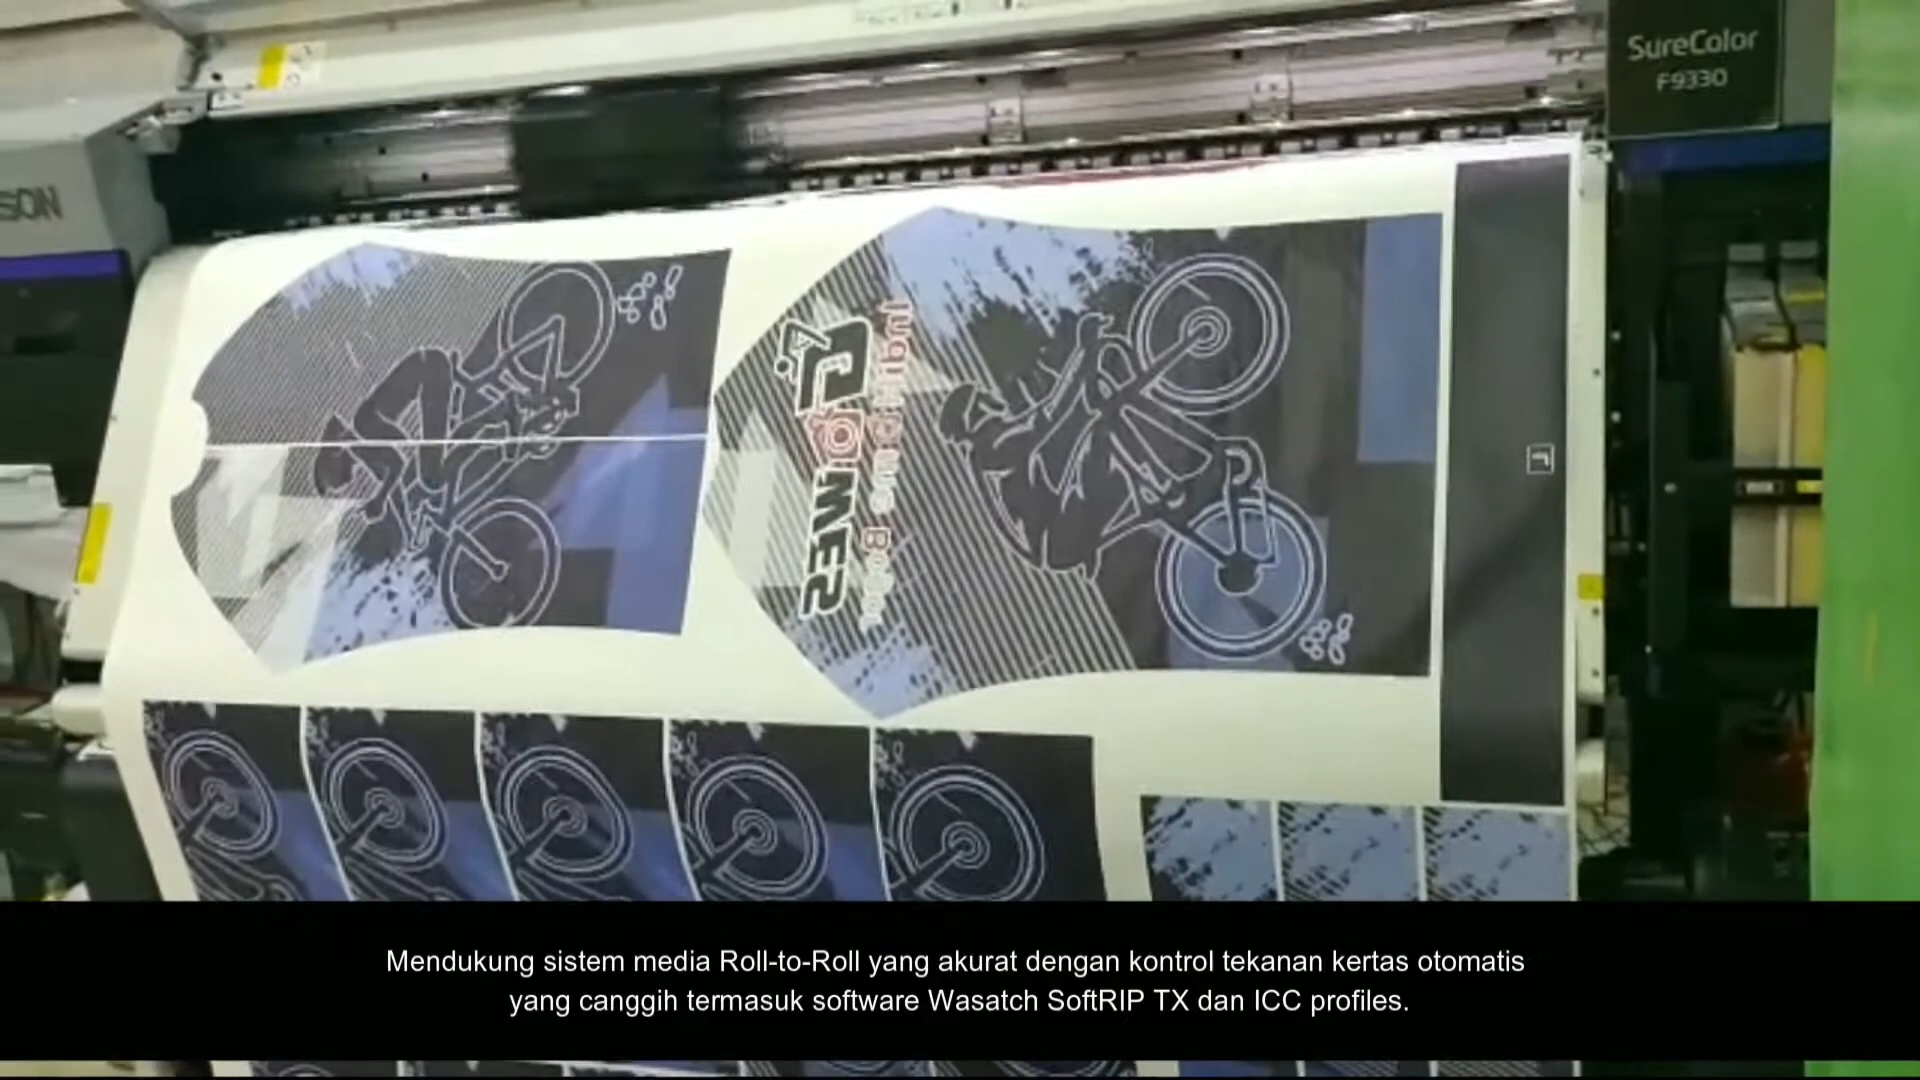 SureColor
F9330
SON
GOWES
Mendukung sistem media Roll-to-Roll yang akurat dengan kontrol tekanan kertas otomatis
yang canggih termasuk software Wasatch SoftRIP TX dan ICC profiles.